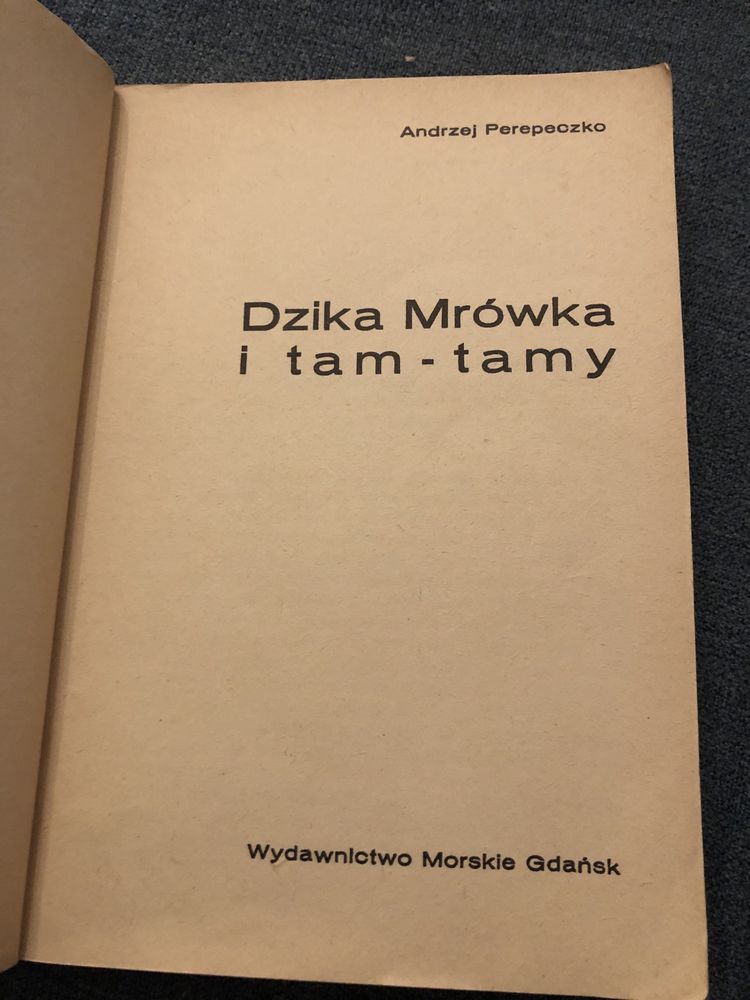 Andrzej Perepeczko
Dzika Mrówka
i tam-tamy
Wydawnictwo Morskie Gdańsk